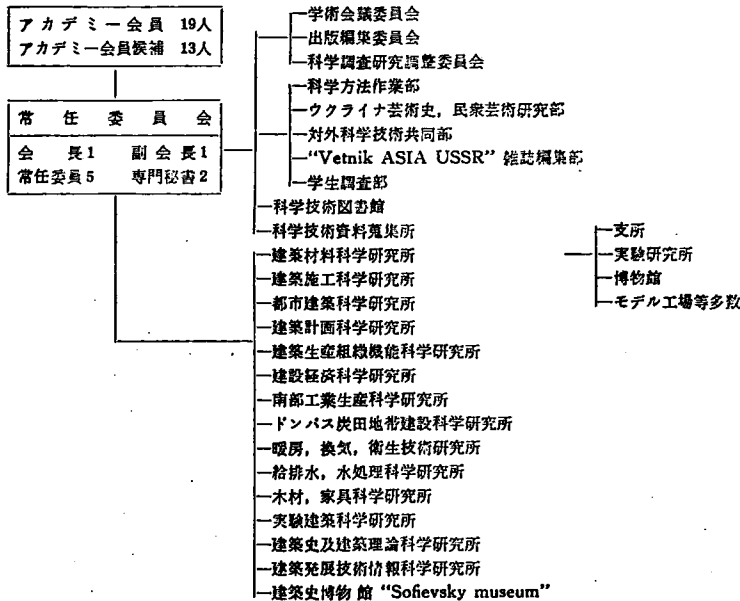 アカデミー会員 19人
アカデミー会員候補 13人
常任委員会
会長1 副会長1
常任委員5 専門秘書2
学術会議委員会
出版編集委員会
科学調査研究調整委員会
科学方法作業部
ウクライナ芸術史，民衆芸術研究部
対外科学技術共同部
“Vetnik ASIA USSR” 雑誌編集部
学生調査部
科学技術図書館
科学技術資料蒐集所
建築材料科学研究所
建築施工科学研究所
都市建築科学研究所
建築計画科学研究所
建築生産組織機能科学研究所
建設経済科学研究所
南部工業生産科学研究所
ドンバス炭田地帯建設科学研究所
暖房，換気，衛生技術研究所
給排水，水処理科学研究所
木材，家具科学研究所
実験建築科学研究所
建築史及建築理論科学研究所
建築発展技術情報科学研究所
建築史博物館 “Sofievsky museum”
支所
実験研究所
博物館
モデル工場等多数